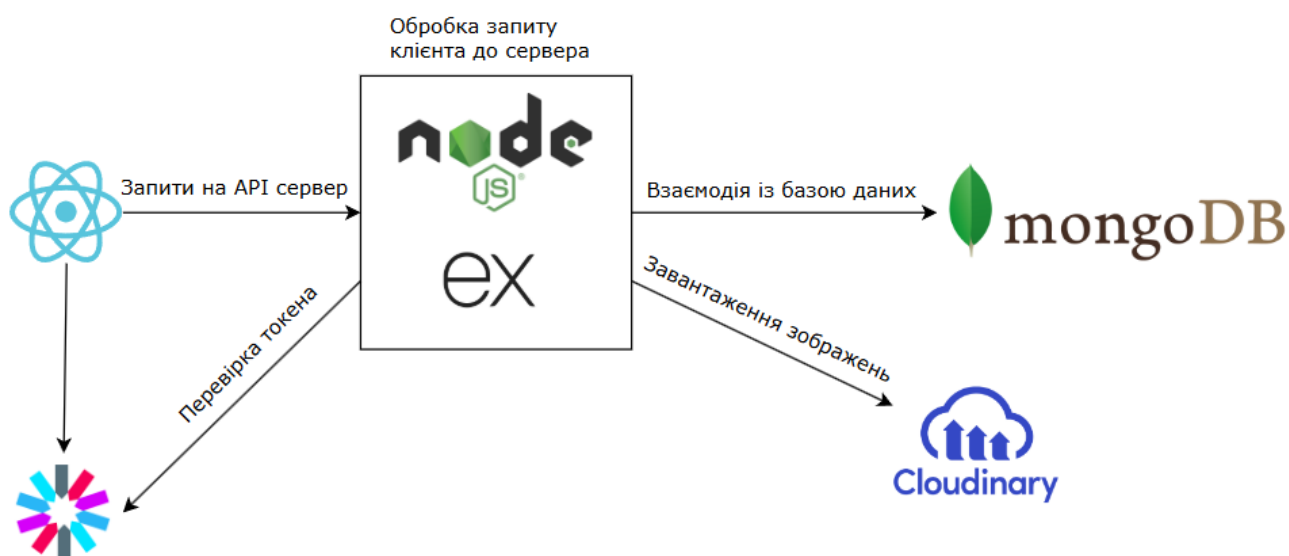 Обробка запиту
клієнта до сервера
node
JS
ex
Запити на API сервер
Взаємодія із базою даних
mongoDB
Завантаження зображень
Перевірка токена
Cloudinary